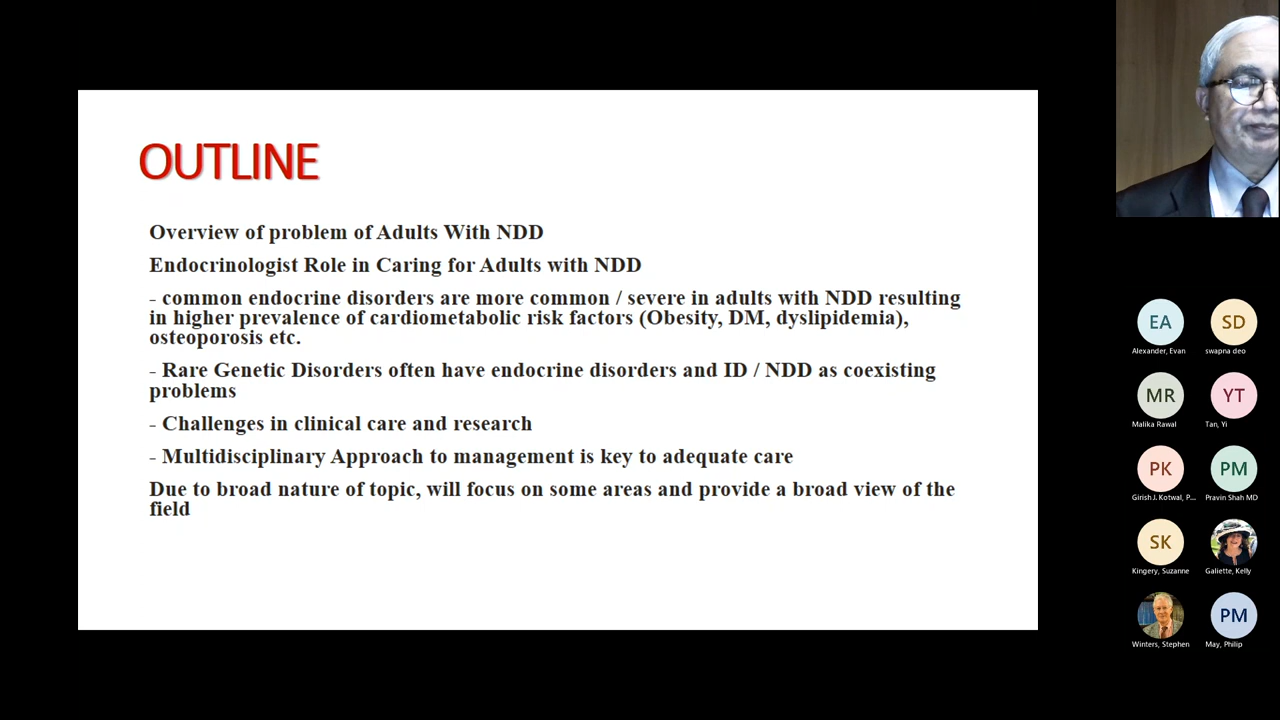 OUTLINE
Overview of problem of Adults With NDD
Endocrinologist Role in Caring for Adults with NDD
- common endocrine disorders are more common / severe in adults with NDD resulting
in higher prevalence of cardiometabolic risk factors (Obesity, DM, dyslipidemia),
osteoporosis etc.
- Rare Genetic Disorders often have endocrine disorders and ID / NDD as coexisting
problems
- Challenges in clinical care and research
- Multidisciplinary Approach to management is key to adequate care
Due to broad nature of topic, will focus on some areas and provide a broad view of the
field
EA
SD
Alexander, Evan
swapna deo
MR
YT
Malika Rawal
Tan, Yi
PK
PM
Girish J. Kotwal, P...
Pravin Shah MD
SK
Kingery, Suzanne
Galiette, Kelly
PM
Winters, Stephen
May, Philip